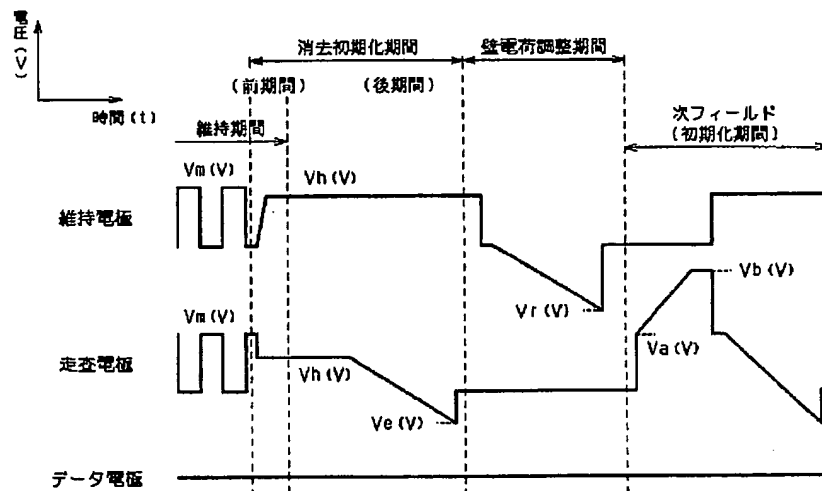 電圧(V)
時間(t)
消去初期化期間
壁電荷調整期間
(前期間)
(後期間)
維持期間
次フィールド
(初期化期間)
Vm(V)
Vh(V)
維持電極
Vr(V)
Vb(V)
Vm(V)
Va(V)
走査電極
Vh(V)
Ve(V)
データ電極